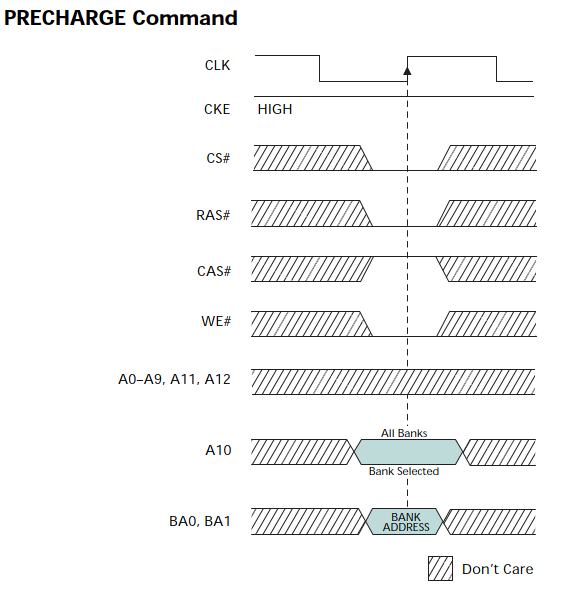 PRECHARGE Command
CLK
CKE HIGH
CS#
RAS#
CAS#
WE#
A0–A9, A11, A12
All Banks
A10
Bank Selected
BA0, BA1
BANK
ADDRESS
Don't Care